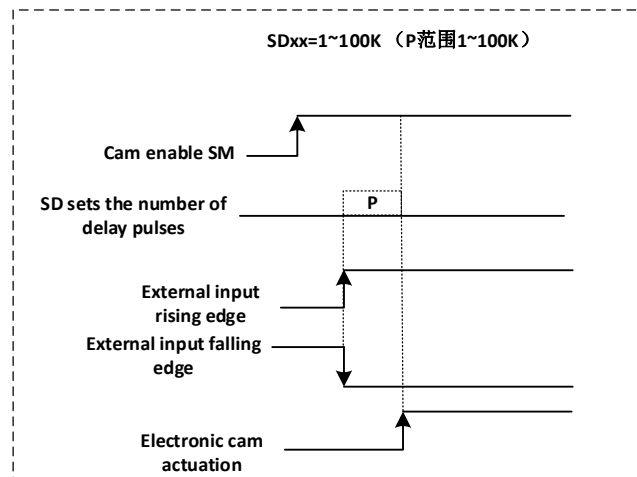 SDxx=1~100K （P范围1~100K）
Cam enable SM
SD sets the number of
delay pulses
P
External input
rising edge
External input falling
edge
Electronic cam
actuation